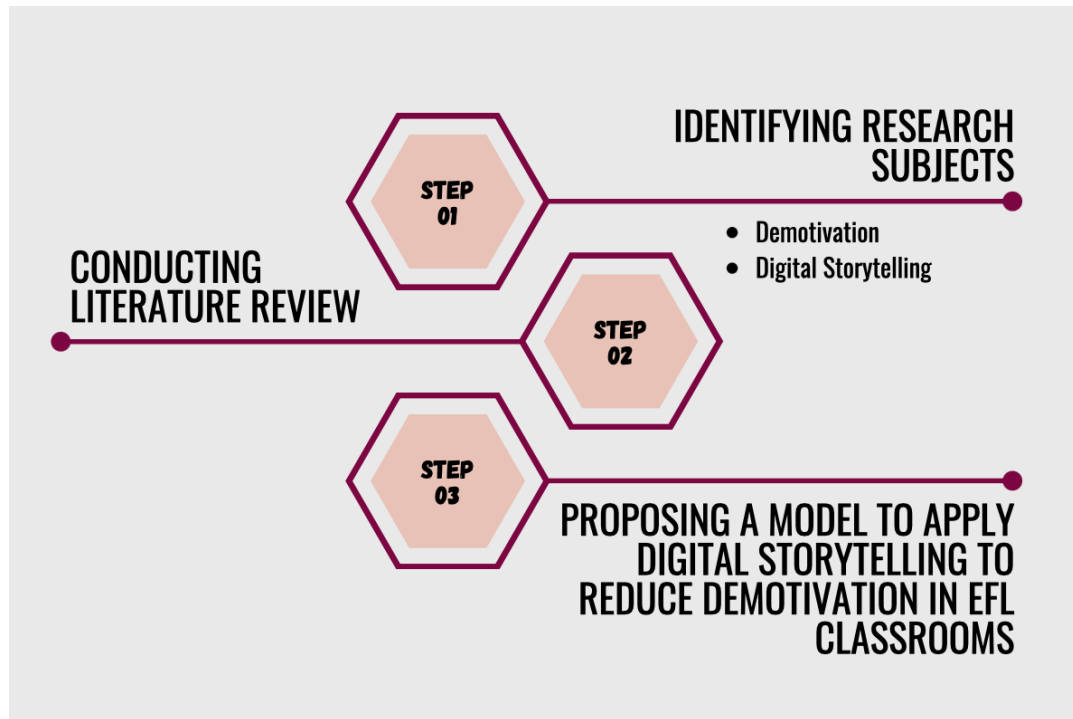 STEP
01
IDENTIFYING RESEARCH
SUBJECTS
• Demotivation
• Digital Storytelling
CONDUCTING
LITERATURE REVIEW
STEP
02
STEP
03
PROPOSING A MODEL TO APPLY
DIGITAL STORYTELLING TO
REDUCE DEMOTIVATION IN EFL
CLASSROOMS